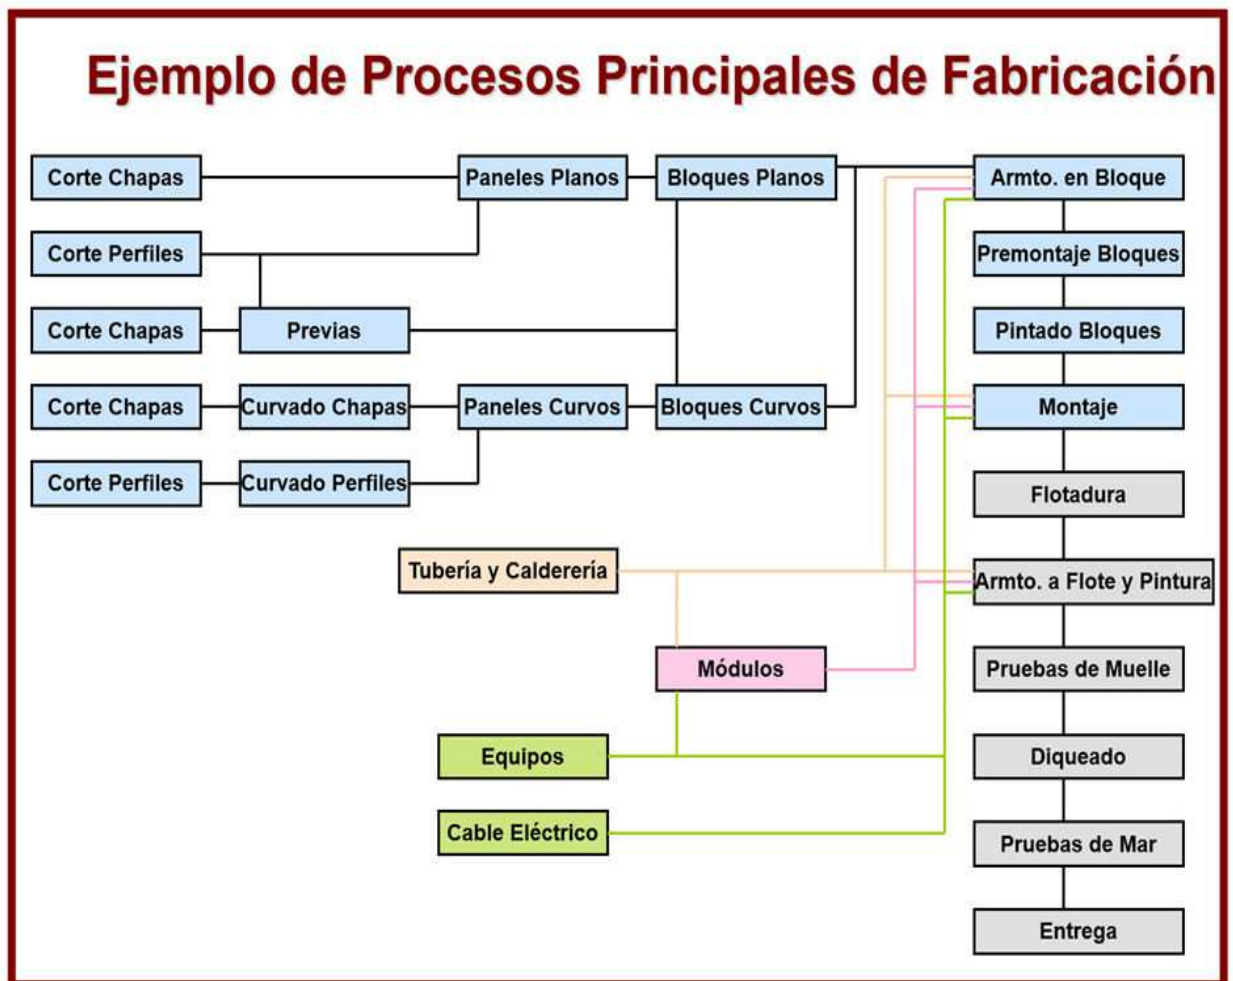 Ejemplo de Procesos Principales de Fabricación
Corte Chapas
Paneles Planos
Bloques Planos
Armto. en Bloque
Corte Perfiles
Premontaje Bloques
Corte Chapas
Previas
Pintado Bloques
Corte Chapas
Curvado Chapas
Paneles Curvos
Bloques Curvos
Montaje
Corte Perfiles
Curvado Perfiles
Flotadura
Tubería y Calderería
Armto. a Flote y Pintura
Módulos
Pruebas de Muelle
Equipos
Diqueado
Cable Eléctrico
Pruebas de Mar
Entrega